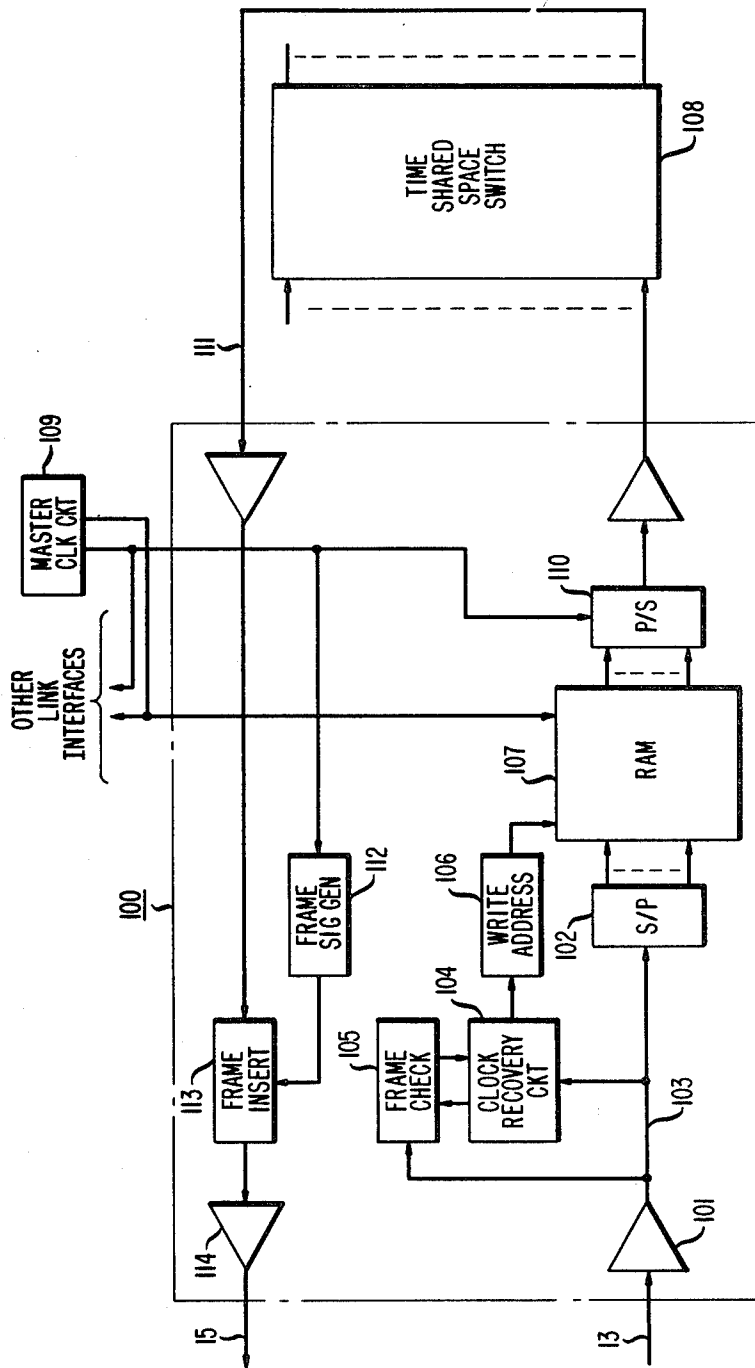 OTHER
LINK
INTERFACES
MASTER
CLK CKT
109
111
100
TIME
SHARED
SPACE
SWITCH
108
15
114
113
FRAME
INSERT
FRAME
SIG GEN
112
105
FRAME
CHECK
104
CLOCK
RECOVERY
CKT
106
WRITE
ADDRESS
107
RAM
110
P/S
102
S/P
103
101
13